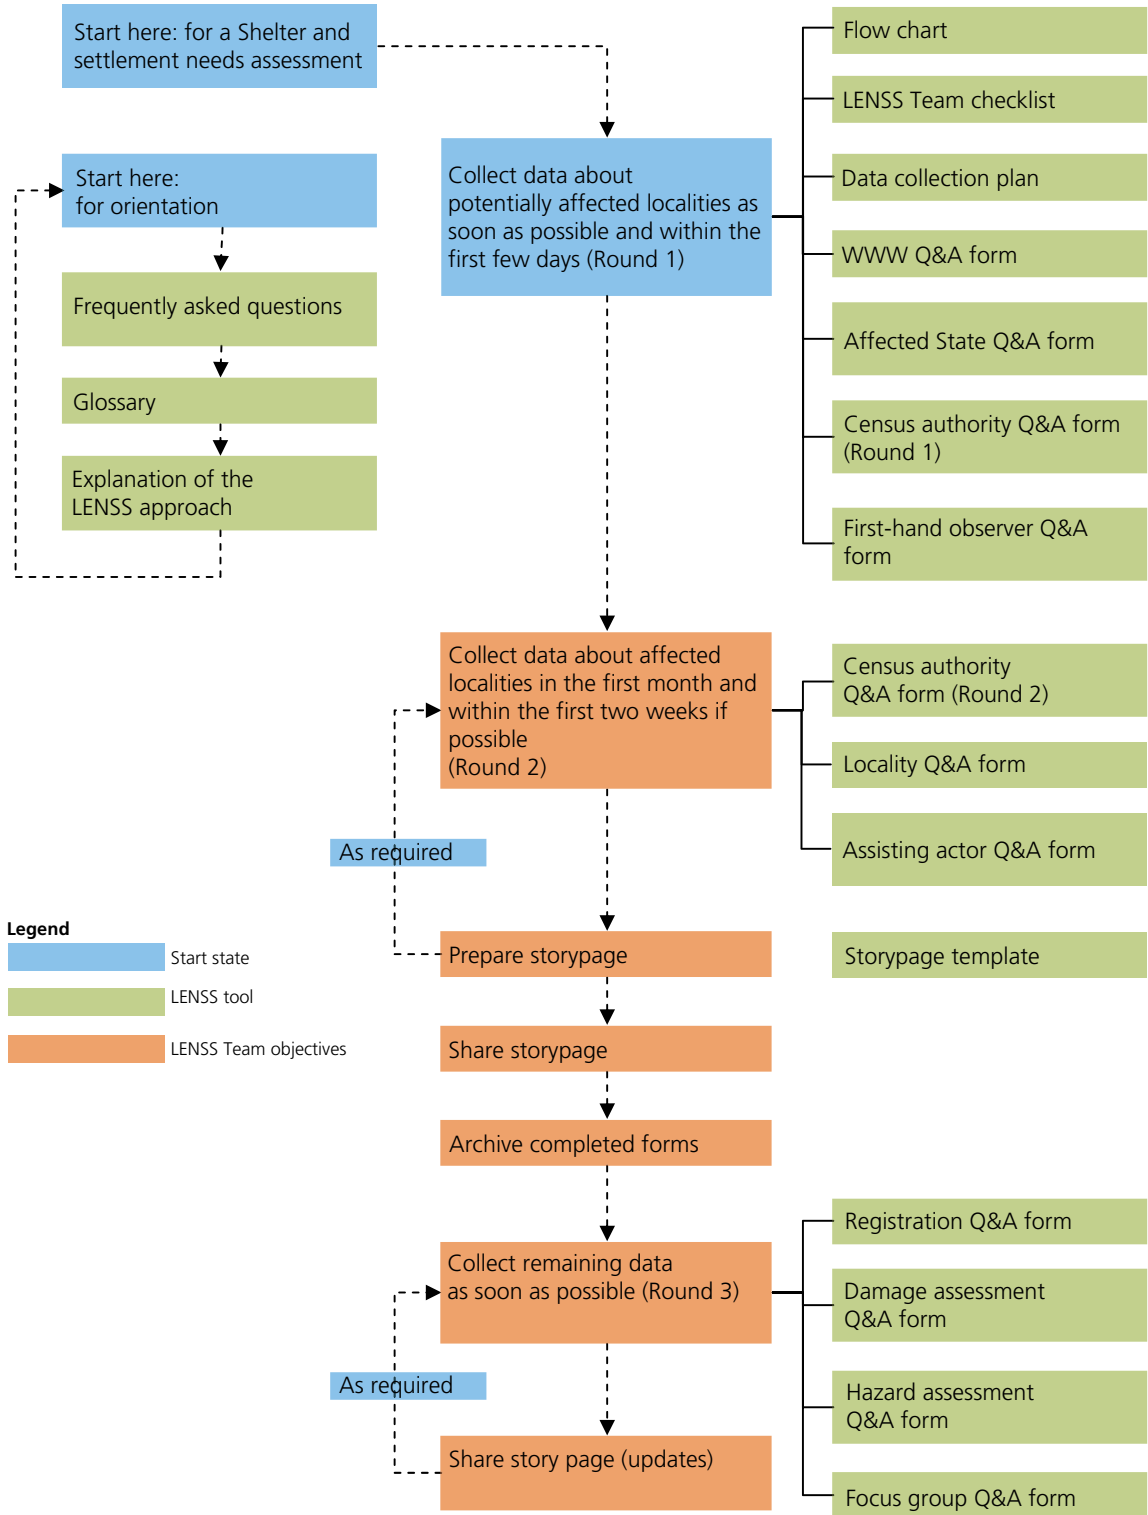 Start here: for a Shelter and
settlement needs assessment
Start here:
for orientation
Frequently asked questions
Glossary
Explanation of the
LENSS approach
Collect data about
potentially affected localities as
soon as possible and within the
first few days (Round 1)
Flow chart
LENSS Team checklist
Data collection plan
WWW Q&A form
Affected State Q&A form
Census authority Q&A form
(Round 1)
First-hand observer Q&A
form
Collect data about affected
localities in the first month and
within the first two weeks if
possible
(Round 2)
Census authority
Q&A form (Round 2)
Locality Q&A form
Assisting actor Q&A form
As required
Prepare storypage
Storypage template
Legend
Start state
LENSS tool
LENSS Team objectives
Share storypage
Archive completed forms
Collect remaining data
as soon as possible (Round 3)
Registration Q&A form
Damage assessment
Q&A form
Hazard assessment
Q&A form
Focus group Q&A form
As required
Share story page (updates)